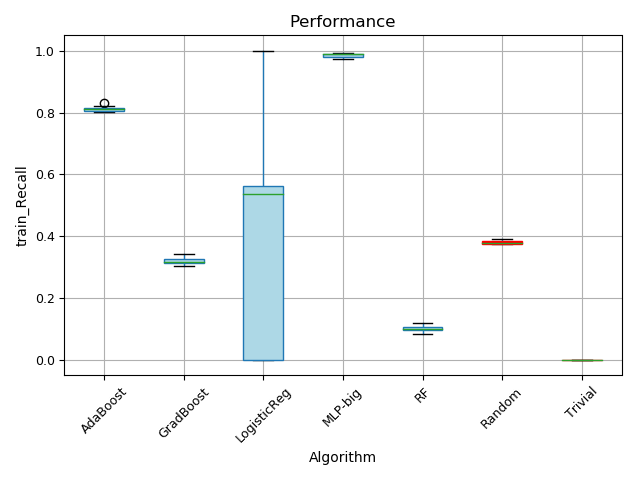 Performance
train_Recall
1.0
0.8
0.6
0.4
0.2
0.0
AdaBoost
GradBoost
LogisticReg
MLP-big
RF
Random
Trivial
Algorithm